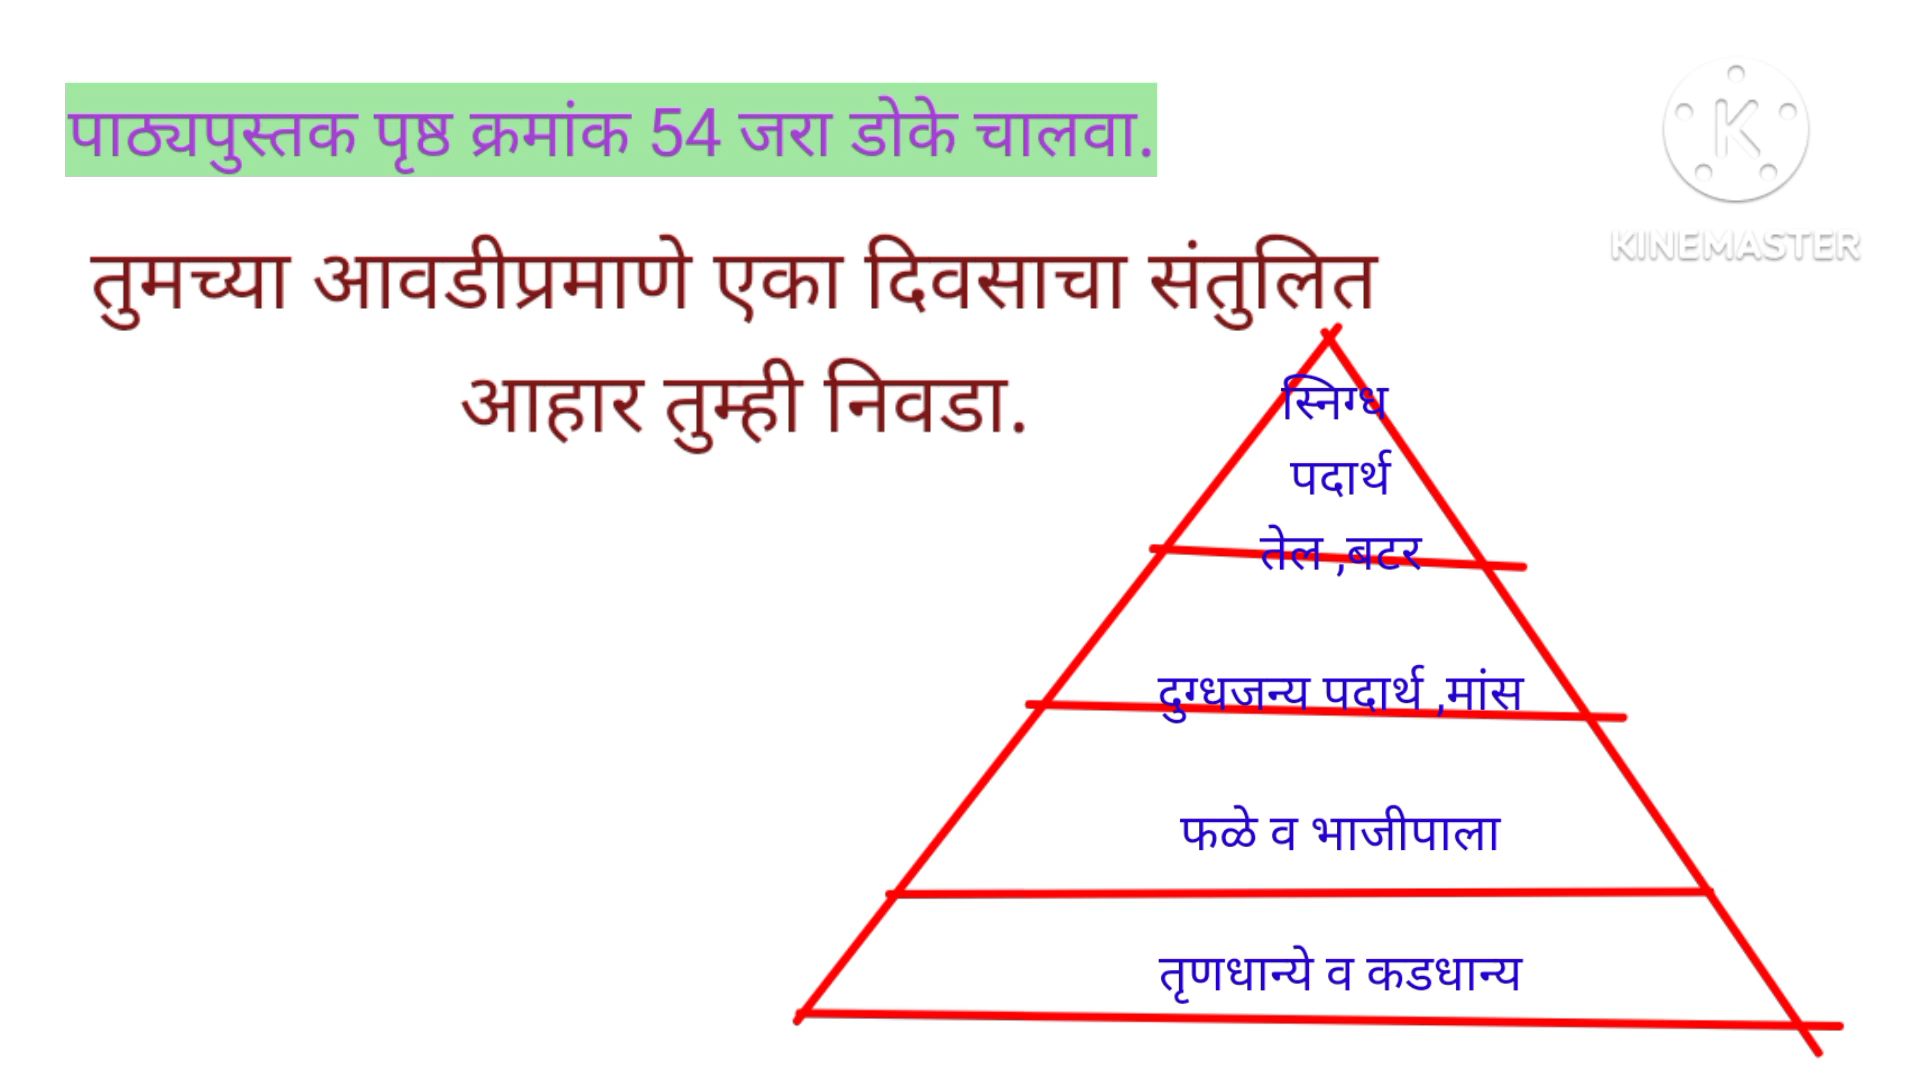 पाठ्यपुस्तक पृष्ठ क्रमांक 54 जरा डोके चालवा.
K
KINEMASTER
तुमच्या आवडीप्रमाणे एका दिवसाचा संतुलित
आहार तुम्ही निवडा.
स्निग्ध
पदार्थ
तेल ,बटर
दुग्धजन्य पदार्थ ,मांस
फळे व भाजीपाला
तृणधान्ये व कडधान्य